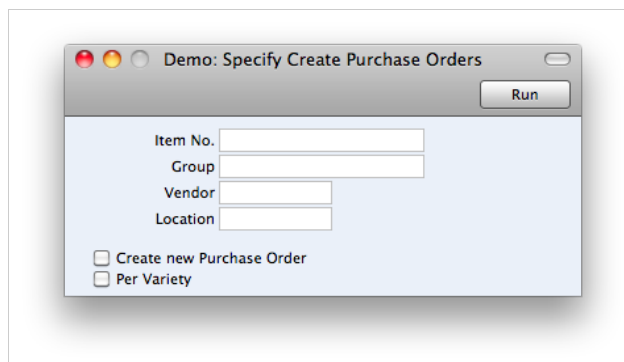 Demo: Specify Create Purchase Orders
Run
Item No.
Group
Vendor
Location
Create new Purchase Order
Per Variety